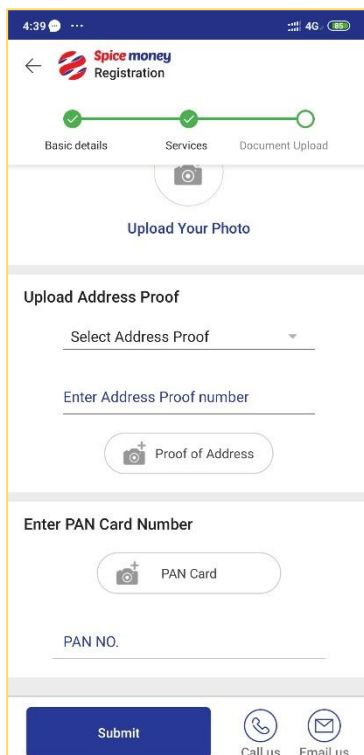 4:39 ... 4G 85
Spice money
Registration
Basic details Services Document Upload
Upload Your Photo
Upload Address Proof
Select Address Proof
Enter Address Proof number
Proof of Address
Enter PAN Card Number
PAN Card
PAN NO.
Submit
Call us Email us